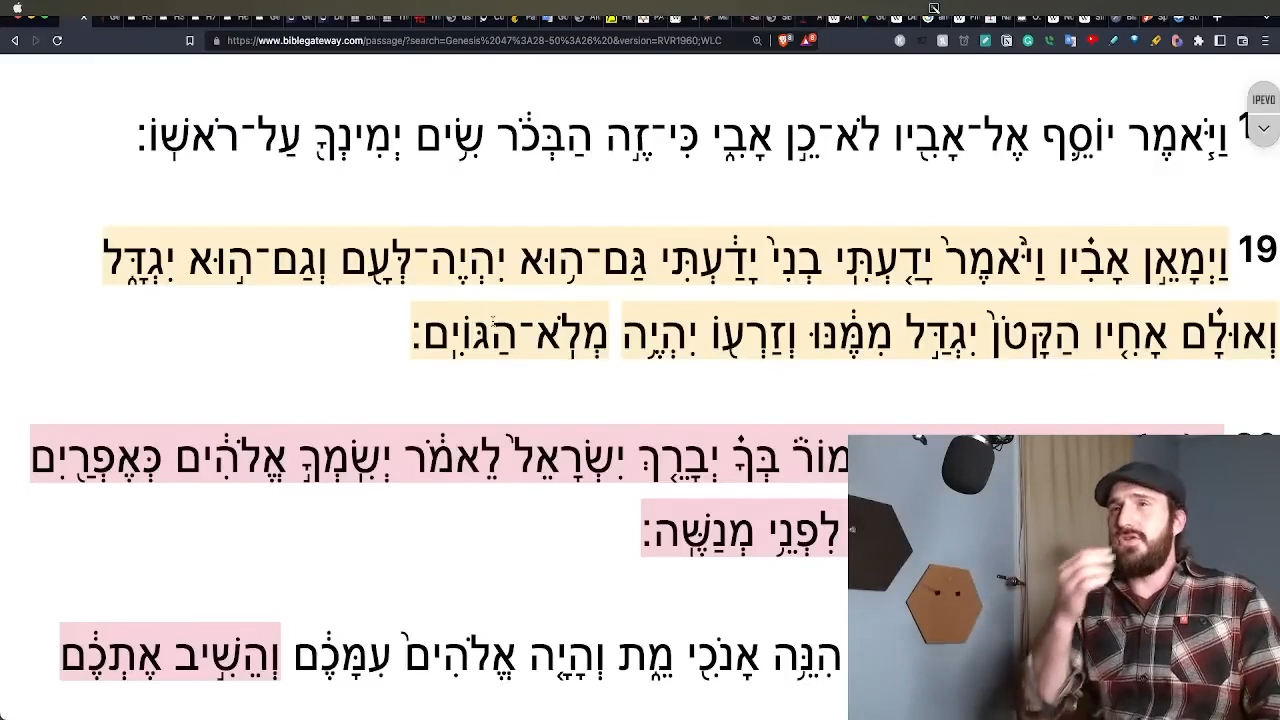 https://www.biblegateway.com/passage/?search=Genesis%2047%3A28-50%3A26%20&version=RVR1960;WLC
IPEVO
וַיֹּ֧אמֶר יוֹסֵ֛ף אֶל־אָבִ֖יו לֹא־כֵ֣ן אָבִ֑י כִּי־זֶ֣ה הַבְּכֹ֔ר שִׂ֥ים יְמִינְךָ֖ עַל־רֹאשֽׁוֹ׃
19 וַיְמָאֵ֣ן אָבִ֗יו וַיֹּ֙אמֶר֙ יָדַ֤עְתִּֽי בְנִי֙ יָדַ֔עְתִּי גַּם־ה֥וּא יִהְיֶה־לְּעָ֖ם וְגַם־ה֣וּא יִגְדָּ֑ל
וְאוּלָ֗ם אָחִ֤יו הַקָּטֹן֙ יִגְדַּ֣ל מִמֶּ֔נּוּ וְזַרְע֖וֹ יִהְיֶ֥ה מְלֹֽא־הַגּוֹיִֽם׃
בְּךָ֗ יְבָרֵ֤ךְ יִשְׂרָאֵל֙ לֵאמֹ֔ר יְשִֽׂמְךָ֣ אֱלֹהִ֔ים כְּאֶפְרַ֖יִם
לִפְנֵ֥י מְנַשֶּֽׁה׃
הִנֵּ֥ה אָנֹכִ֖י מֵ֑ת וְהָיָ֤ה אֱלֹהִים֙ עִמָּכֶ֔ם וְהֵשִׁ֣יב אֶתְכֶ֔ם